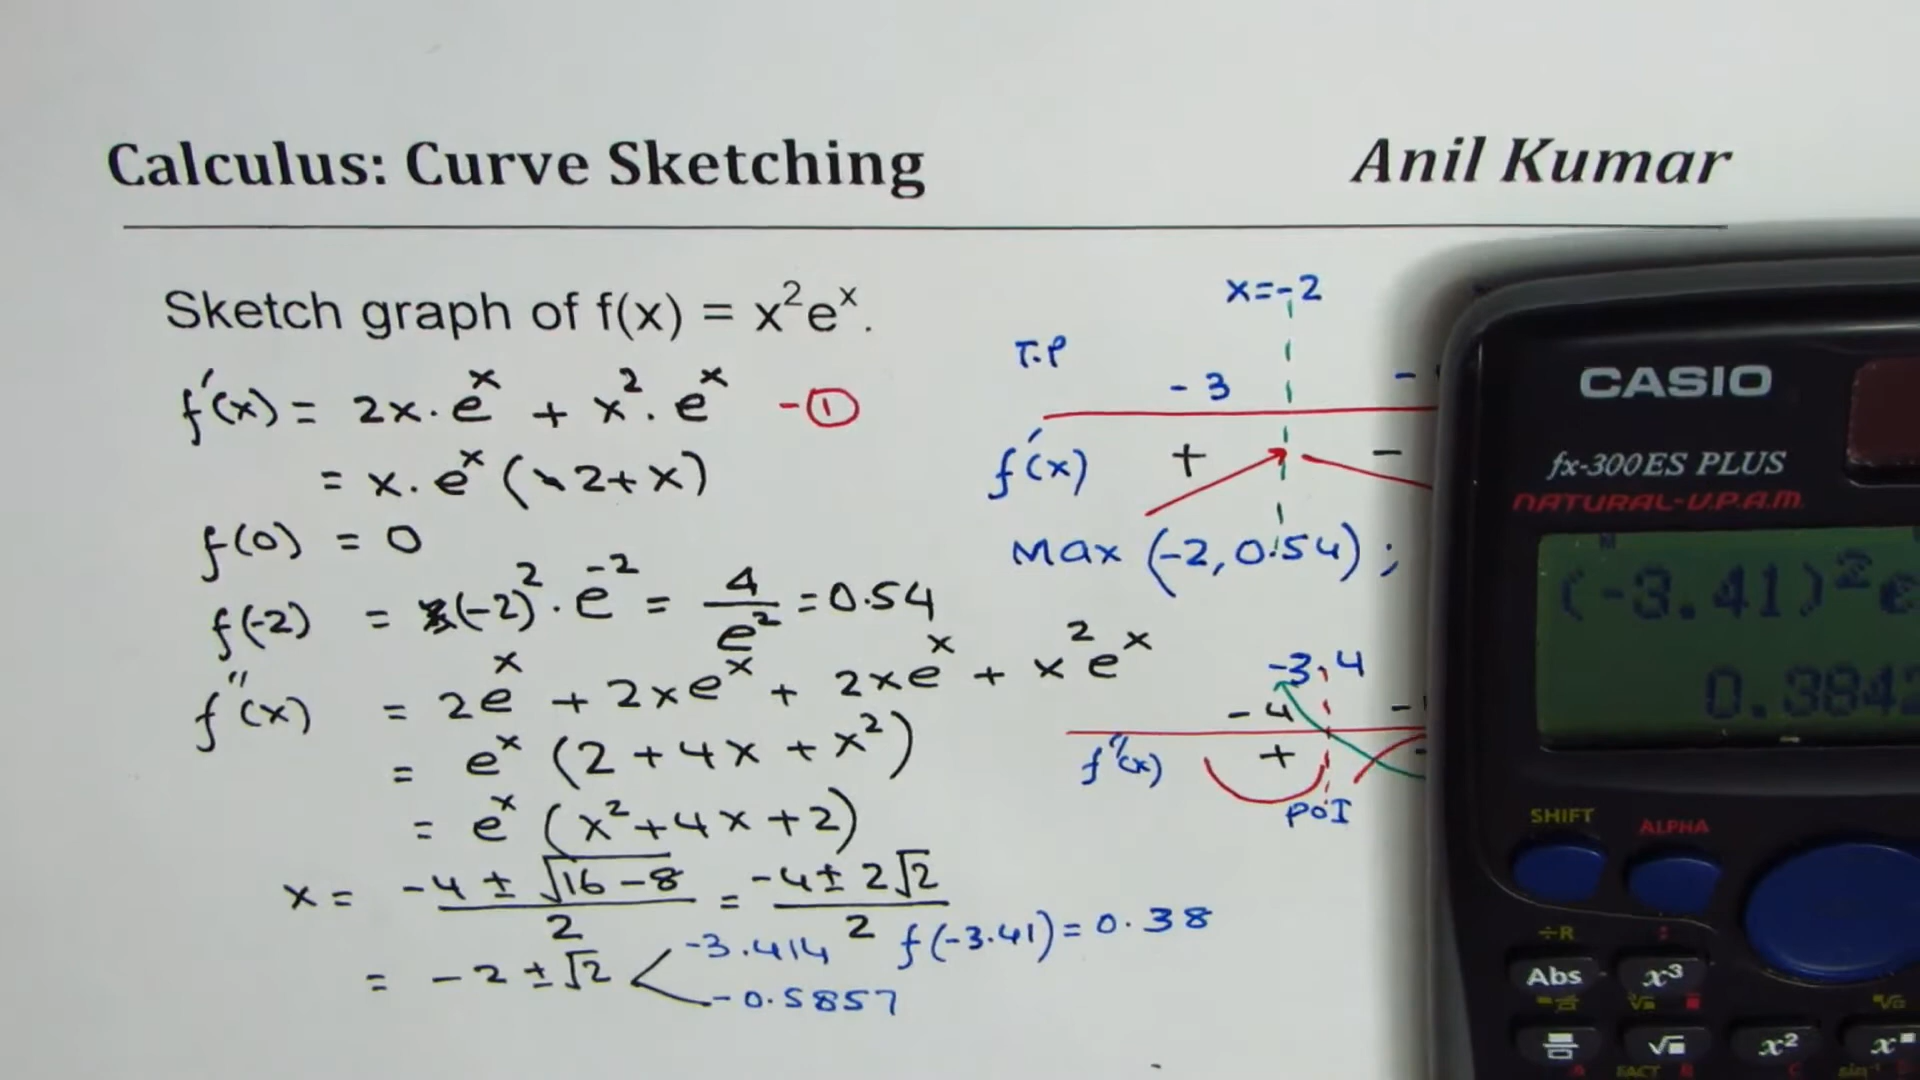 Calculus: Curve Sketching
Anil Kumar
Sketch graph of f(x) = x²eˣ.
f'(x) = 2x · eˣ + x² · eˣ - ①
= x · eˣ (2+x)
f(0) = 0
f(-2) = (-2)² · e⁻² = 4/e² = 0.54
f''(x) = 2eˣ + 2xeˣ + 2xeˣ + x²eˣ
= eˣ (2 + 4x + x²)
= eˣ (x² + 4x + 2)
x = (-4 ± √(16-8))/2 = (-4 ± 2√2)/2
= -2 ± √2 < -3.414
-0.5857
f(-3.41) = 0.38
x=-2
T.P
-3 -
f'(x) + -
Max (-2, 0.54) ;
-3.4
-4 -
f''(x) + -
POI
CASIO
fx-300ES PLUS
NATURAL-V.P.A.M.
(-3.41)²e
0.3842
SHIFT ALPHA
÷R :
Abs x³
√■ x² x■
FACT
sin⁻¹